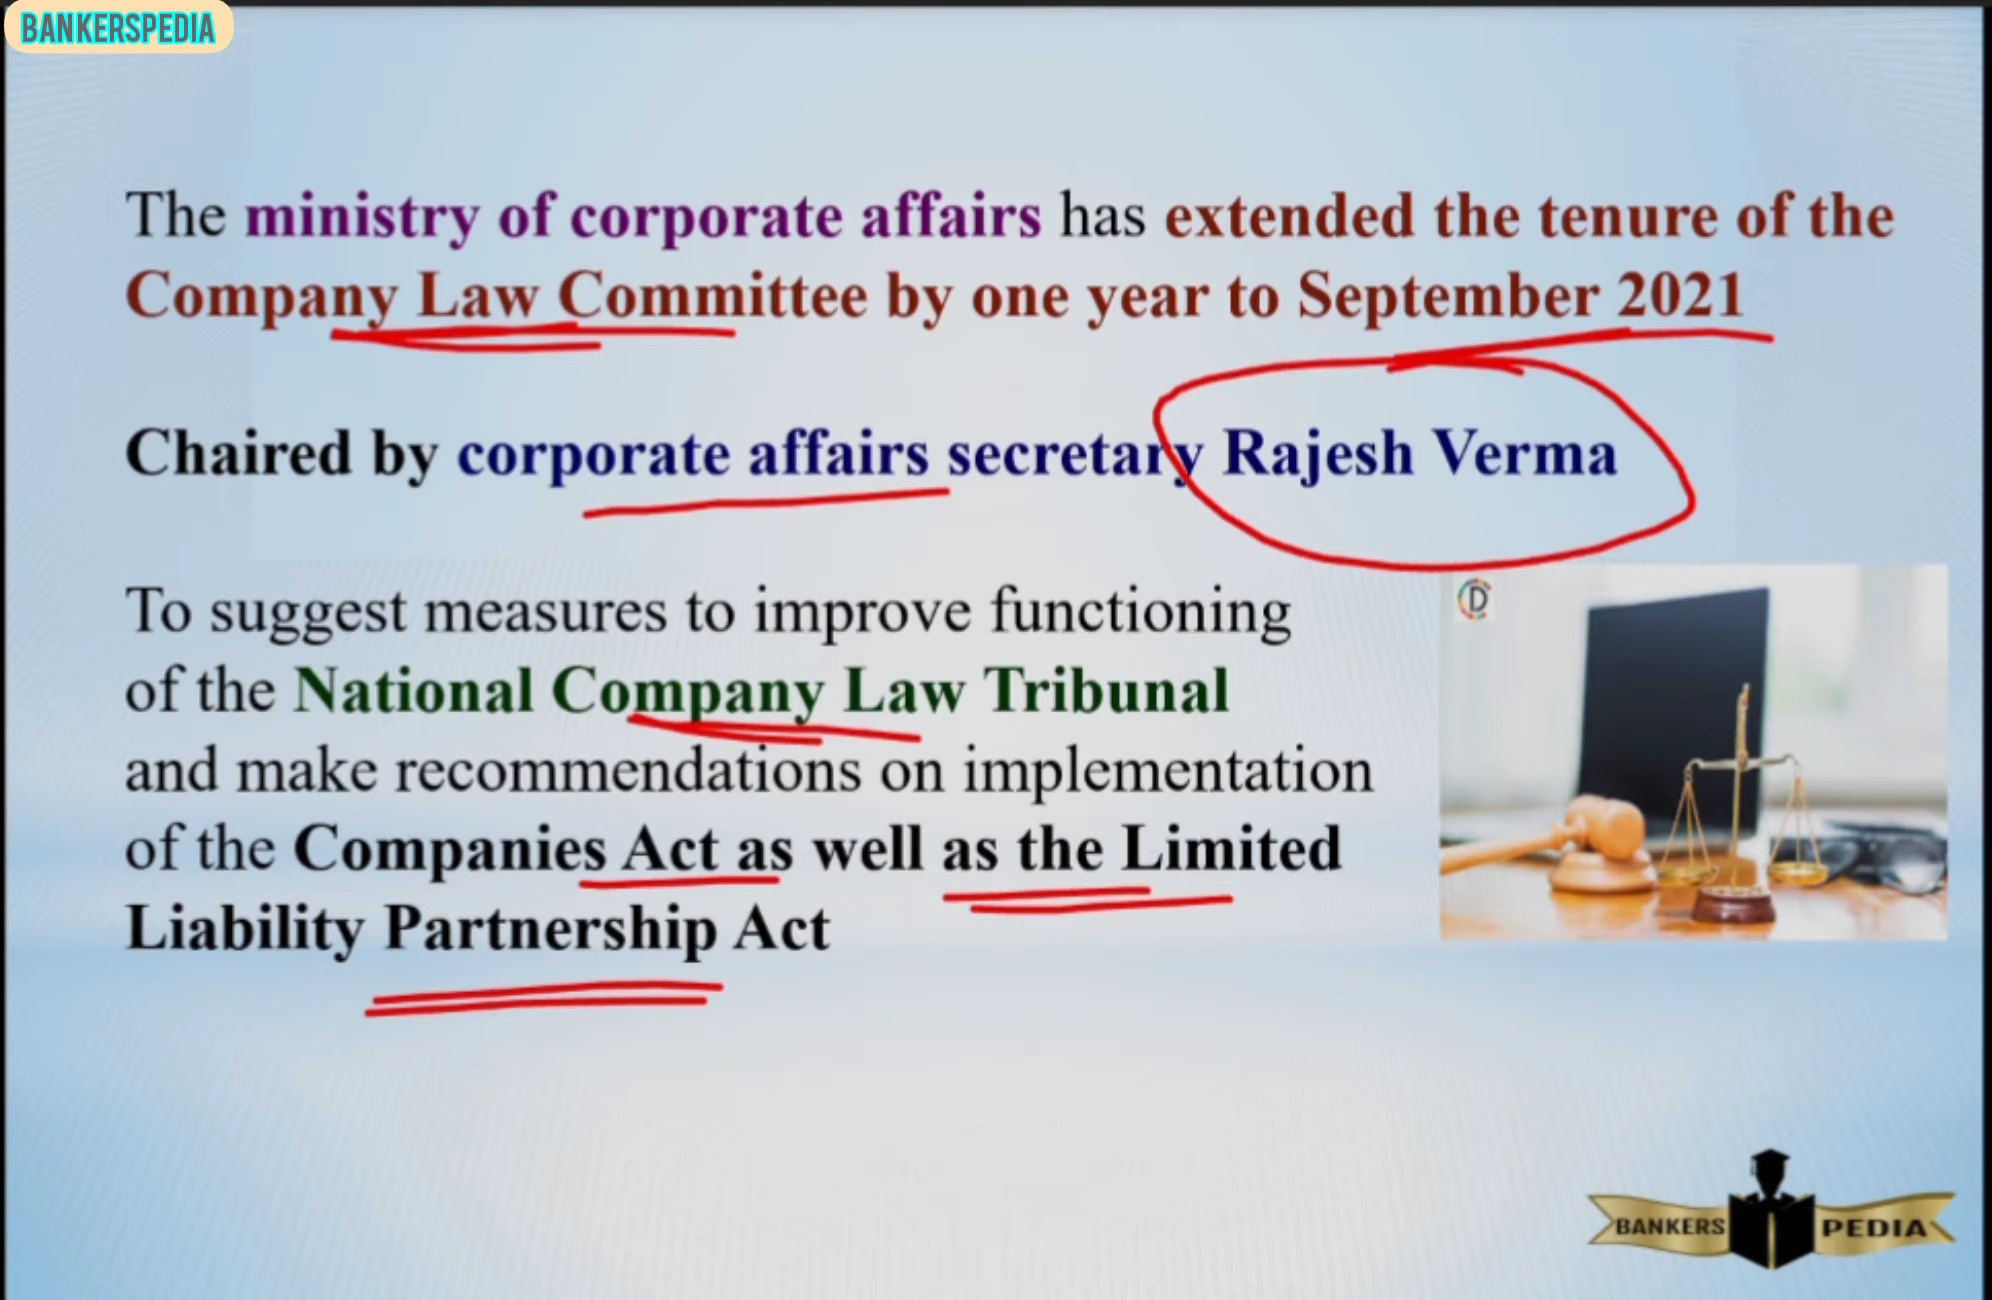 BANKERSPEDIA
The ministry of corporate affairs has extended the tenure of the
Company Law Committee by one year to September 2021
Chaired by corporate affairs secretary Rajesh Verma
To suggest measures to improve functioning
of the National Company Law Tribunal
and make recommendations on implementation
of the Companies Act as well as the Limited
Liability Partnership Act
D
BANKERS PEDIA